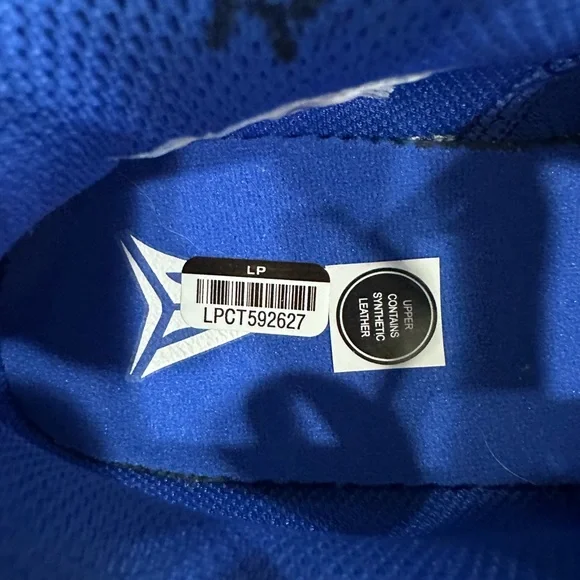 LP
LPCT592627
UPPER
CONTAINS
SYNTHETIC
LEATHER